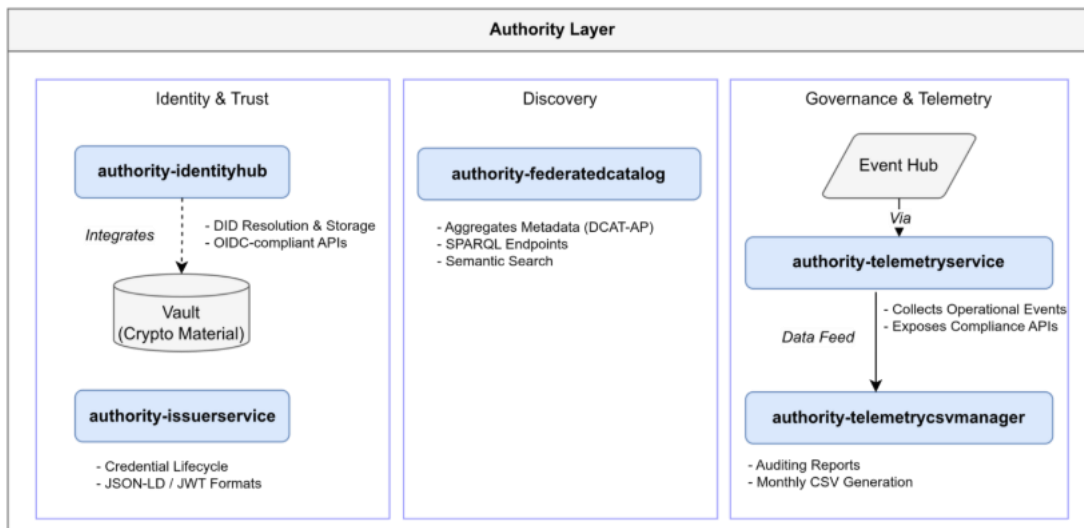 Authority Layer
Identity & Trust
authority-identityhub
Integrates
- DID Resolution & Storage
- OIDC-compliant APIs
Vault
(Crypto Material)
authority-issuerservice
- Credential Lifecycle
- JSON-LD / JWT Formats
Discovery
authority-federatedcatalog
- Aggregates Metadata (DCAT-AP)
- SPARQL Endpoints
- Semantic Search
Governance & Telemetry
Event Hub
Via
authority-telemetryservice
- Collects Operational Events
- Exposes Compliance APIs
Data Feed
authority-telemetrycsvmanager
- Auditing Reports
- Monthly CSV Generation